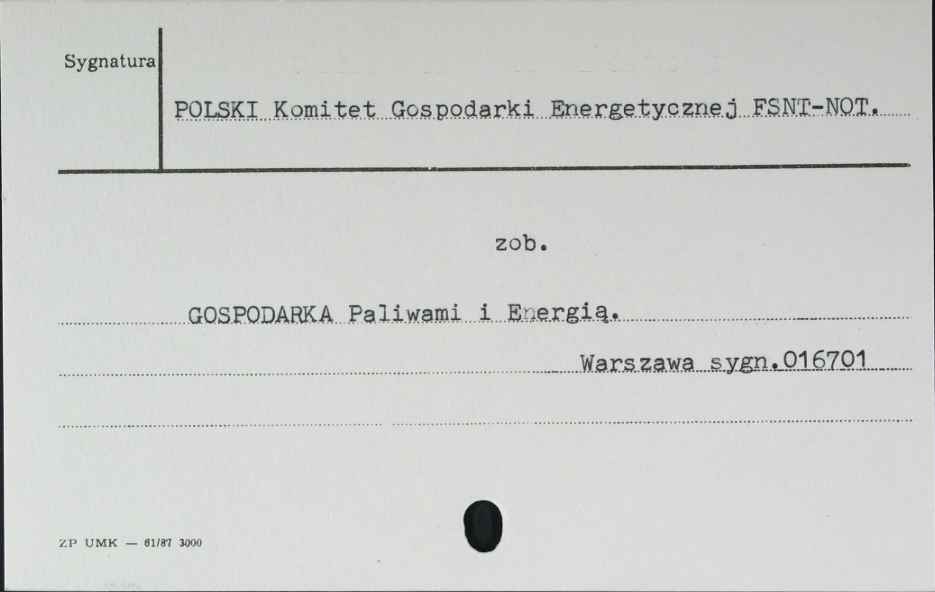 Sygnatura
POLSKI Komitet Gospodarki Energetycznej FSNT-NOT.
zob.
GOSPODARKA Paliwami i Energią.
Warszawa sygn.016701
ZP UMK — 61/87 3000